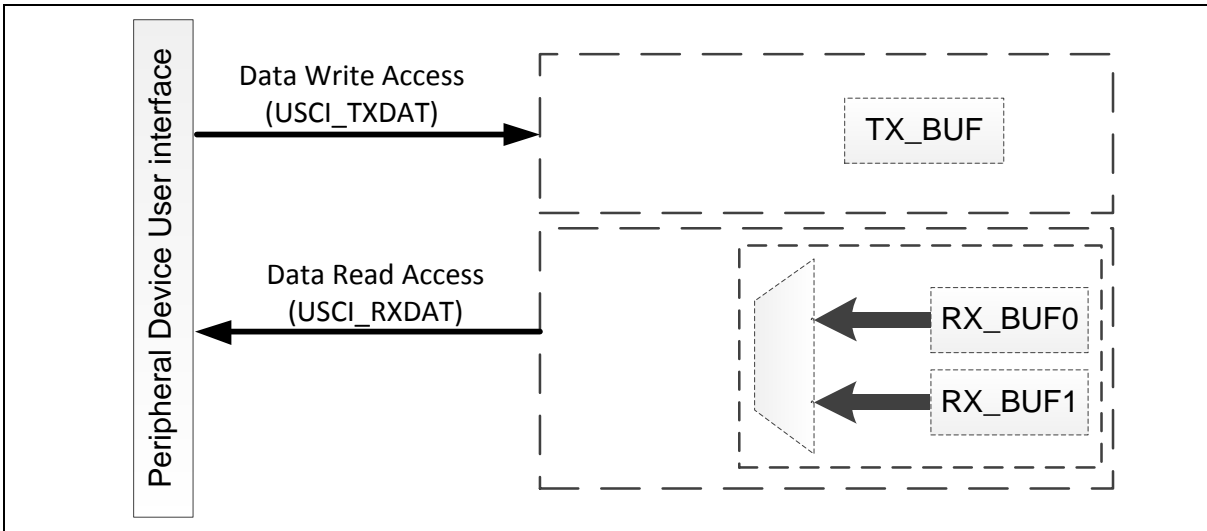 Peripheral Device User interface
Data Write Access
(USCI_TXDAT)
TX_BUF
Data Read Access
(USCI_RXDAT)
RX_BUF0
RX_BUF1